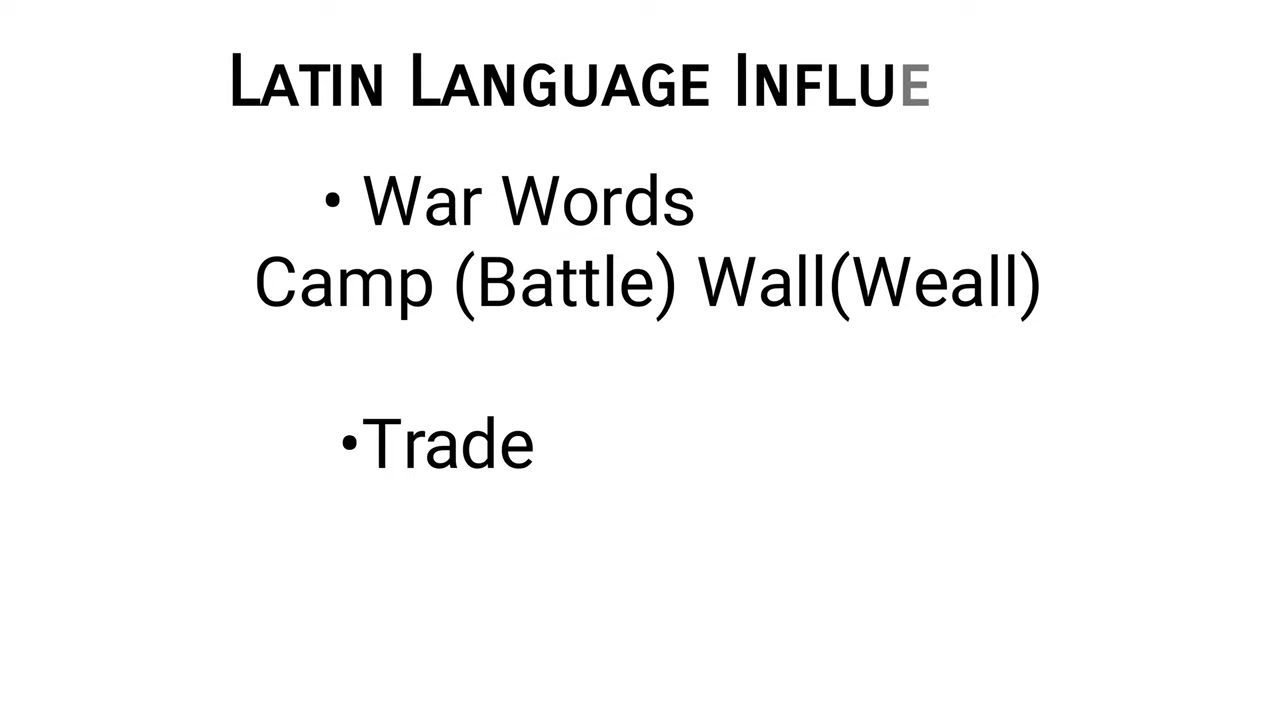 Latin Language Influe
• War Words
Camp (Battle) Wall(Weall)
•Trade